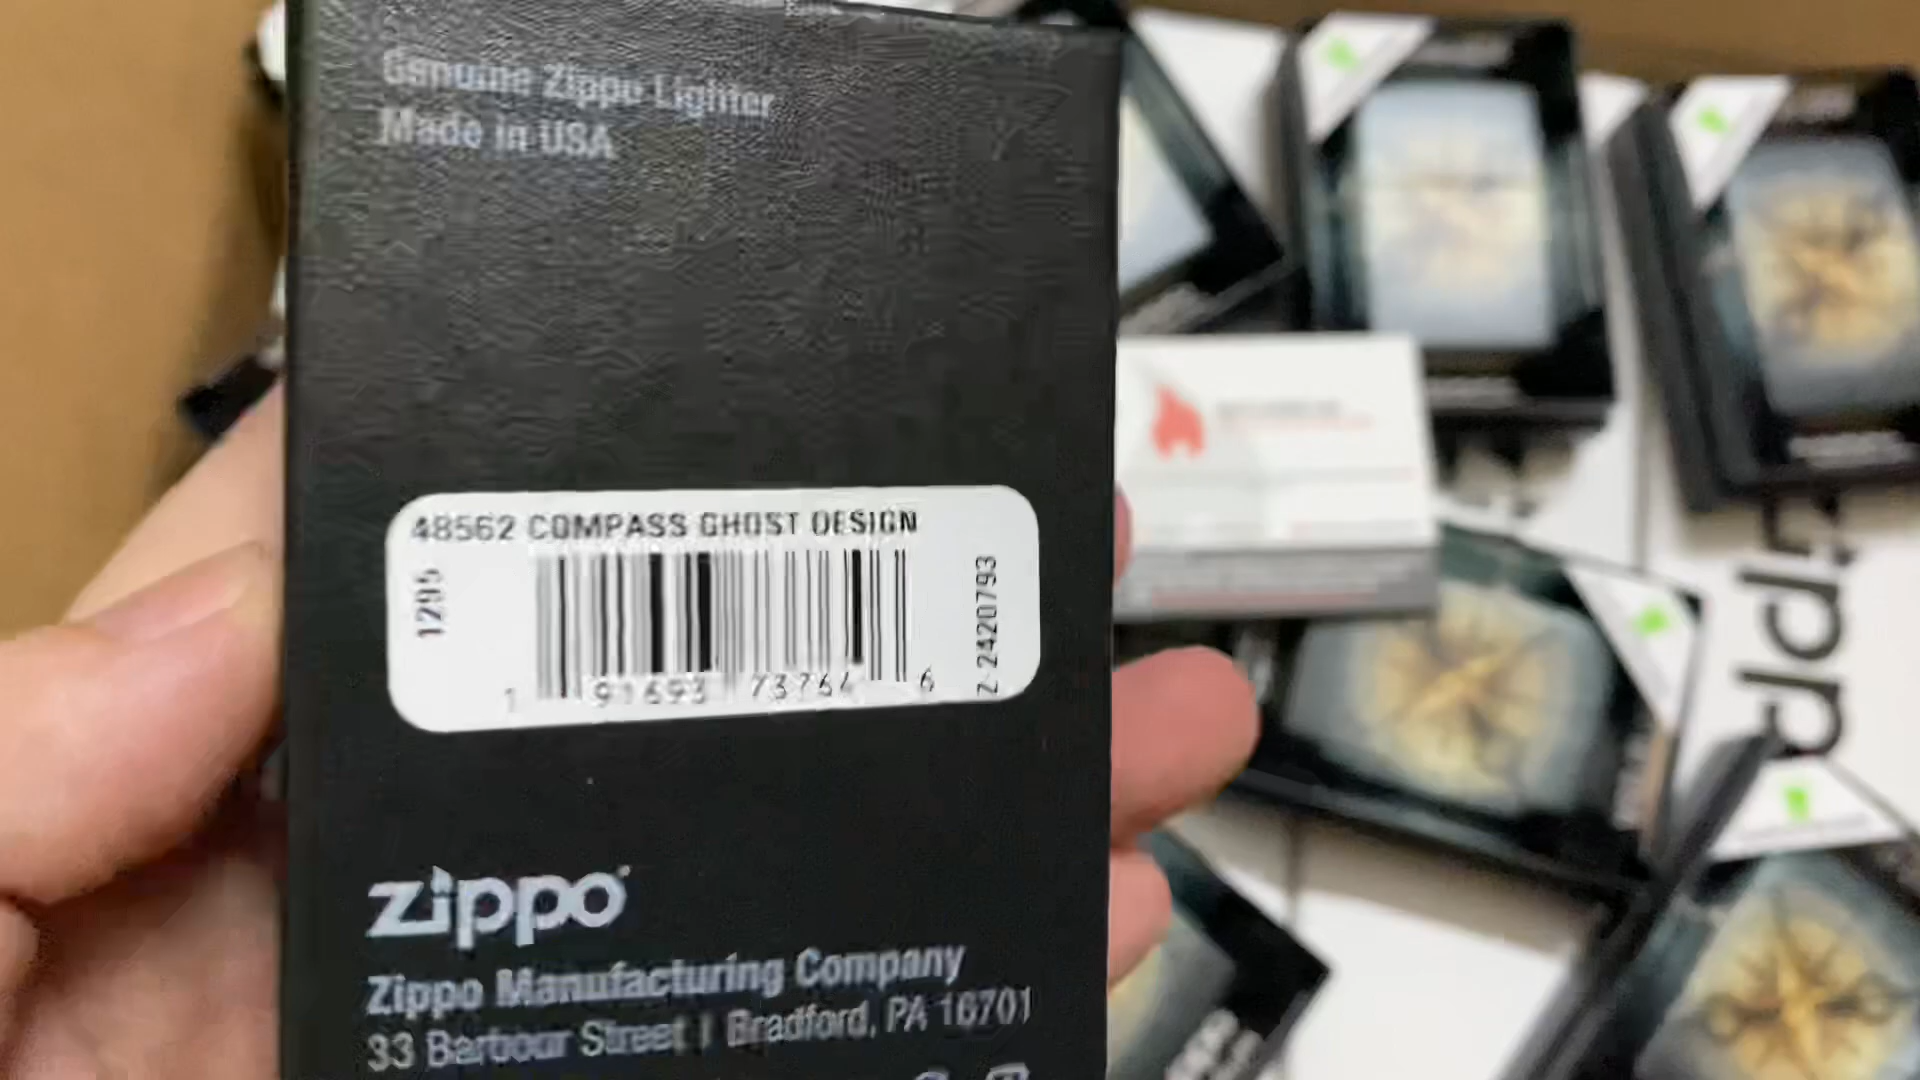 Genuine Zippo Lighter
Made in USA
48562 COMPASS GHOST DESIGN
1295
1 91693 73764 6
Z-2420793
zippo
Zippo Manufacturing Company
33 Barbour Street | Bradford, PA 16701